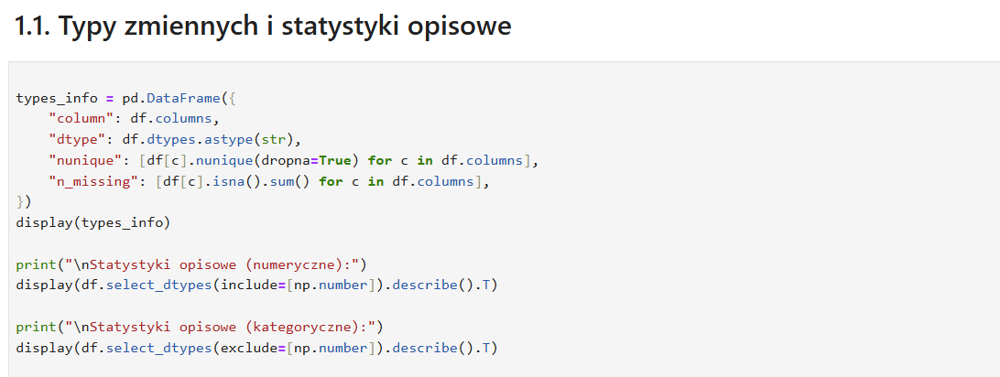 1.1. Typy zmiennych i statystyki opisowe
types_info = pd.DataFrame({
    "column": df.columns,
    "dtype": df.dtypes.astype(str),
    "nunique": [df[c].nunique(dropna=True) for c in df.columns],
    "n_missing": [df[c].isna().sum() for c in df.columns],
})
display(types_info)
print("\nStatystyki opisowe (numeryczne):")
display(df.select_dtypes(include=[np.number]).describe().T)
print("\nStatystyki opisowe (kategoryczne):")
display(df.select_dtypes(exclude=[np.number]).describe().T)